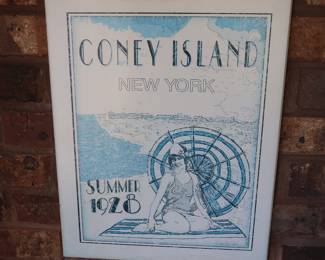 CONEY ISLAND
NEW YORK
SUMMER
1928